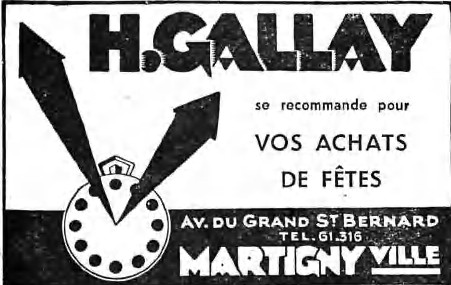 H. GALLAY
se recommande pour
VOS ACHATS
DE FÊTES
AV. DU GRAND ST BERNARD
TEL. 61.316
MARTIGNY VILLE